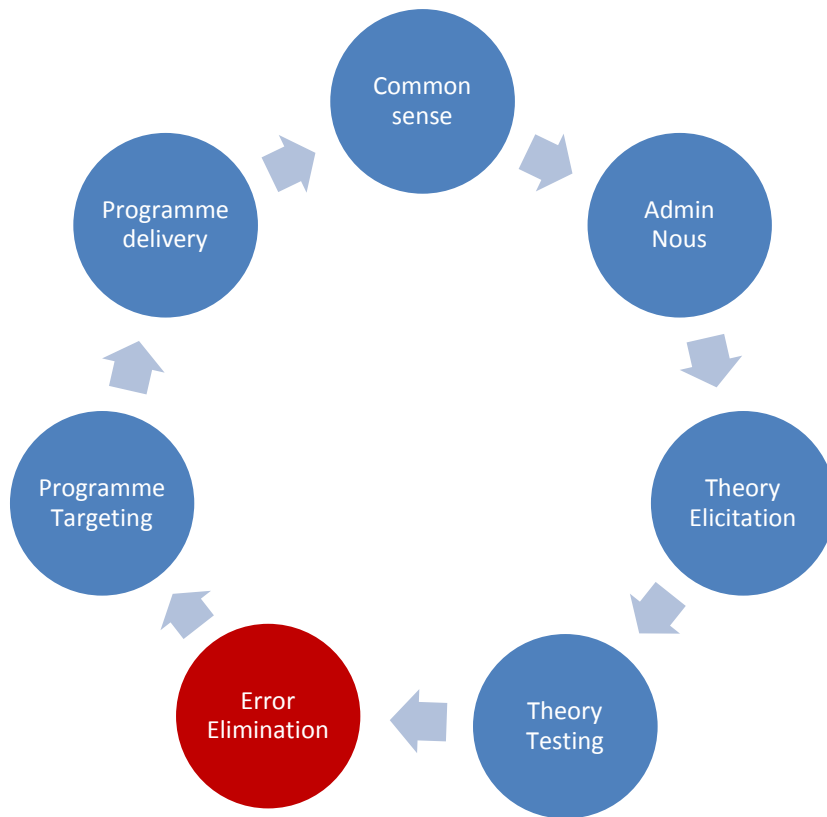 Common
sense
Admin
Nous
Theory
Elicitation
Theory
Testing
Error
Elimination
Programme
Targeting
Programme
delivery